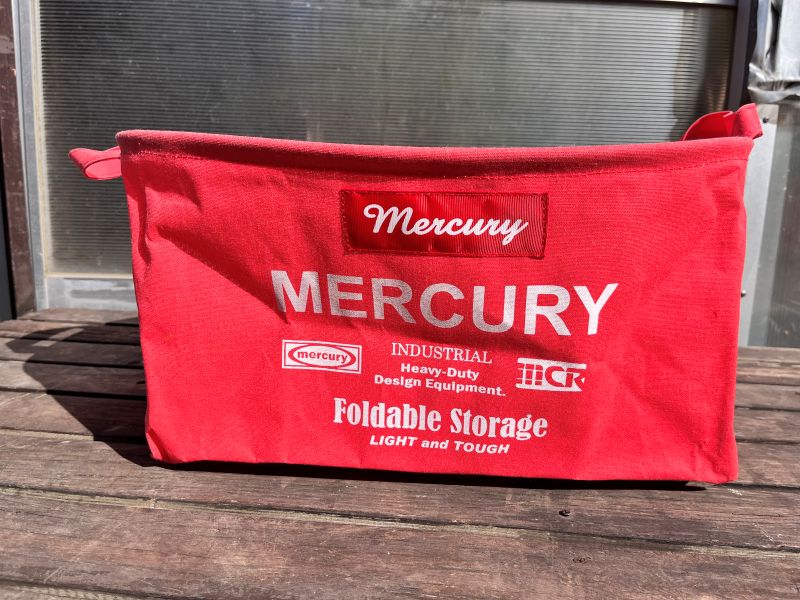 Mercury
MERCURY
mercury
INDUSTRIAL
Heavy-Duty
Design Equipment.
MCR
Foldable Storage
LIGHT and TOUGH